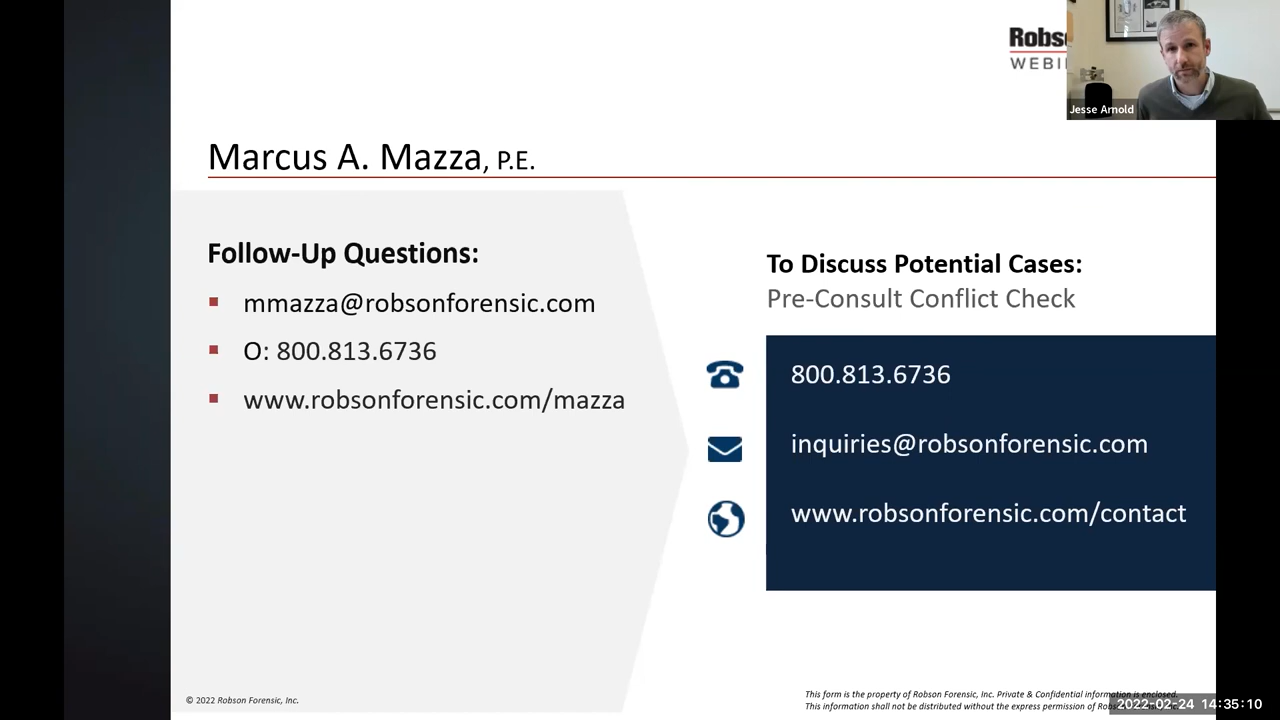 Robs
WEBI
Jesse Arnold
Marcus A. Mazza, P.E.
Follow-Up Questions:
mmazza@robsonforensic.com
O: 800.813.6736
www.robsonforensic.com/mazza
To Discuss Potential Cases:
Pre-Consult Conflict Check
800.813.6736
inquiries@robsonforensic.com
www.robsonforensic.com/contact
© 2022 Robson Forensic, Inc.
This form is the property of Robson Forensic, Inc. Private & Confidential information is enclosed.
This information shall not be distributed without the express permission of
2022-02-24 14:35:10